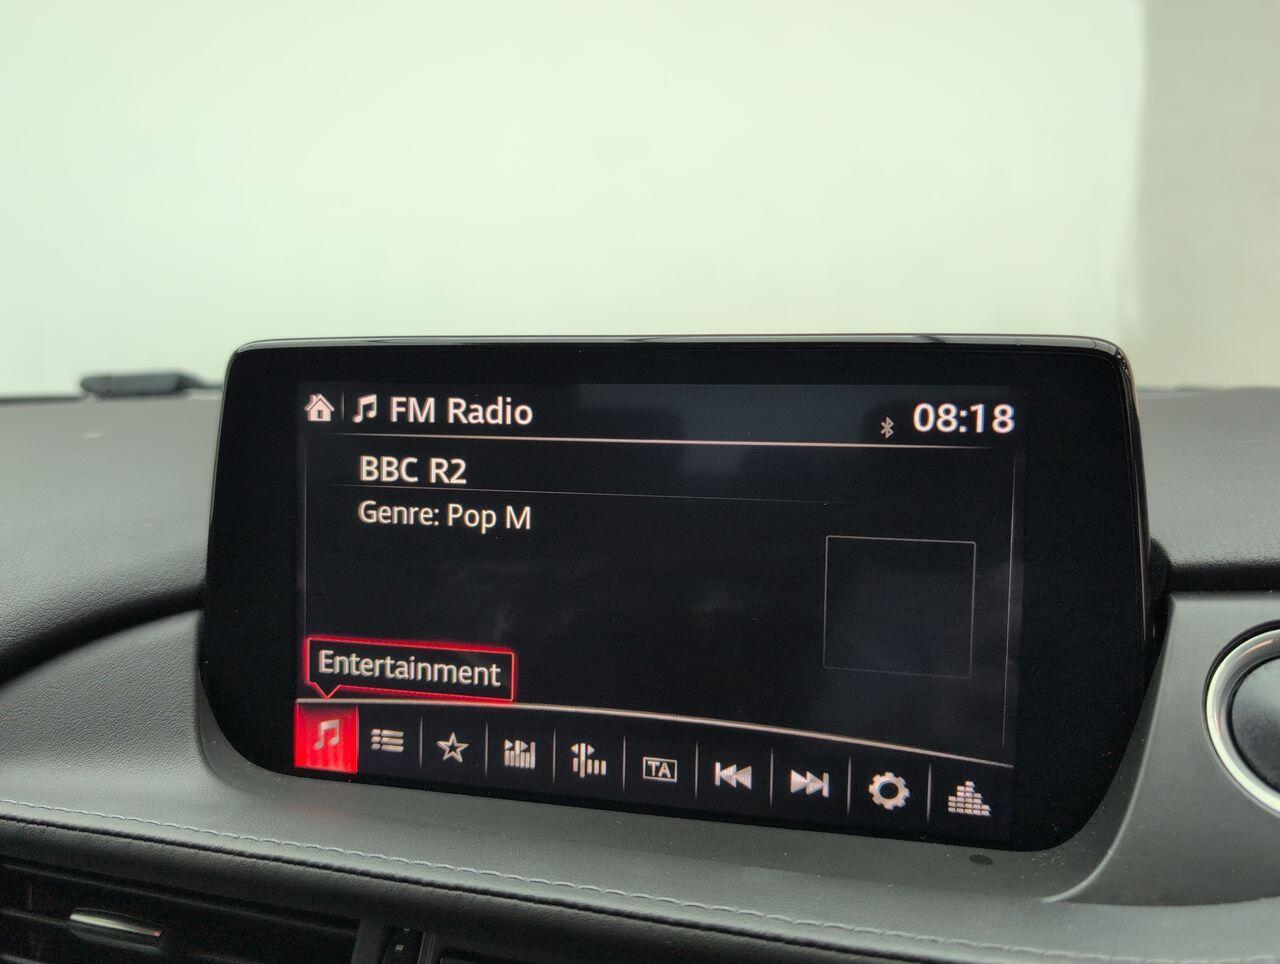 FM Radio
08:18
BBC R2
Genre: Pop M
Entertainment
TA